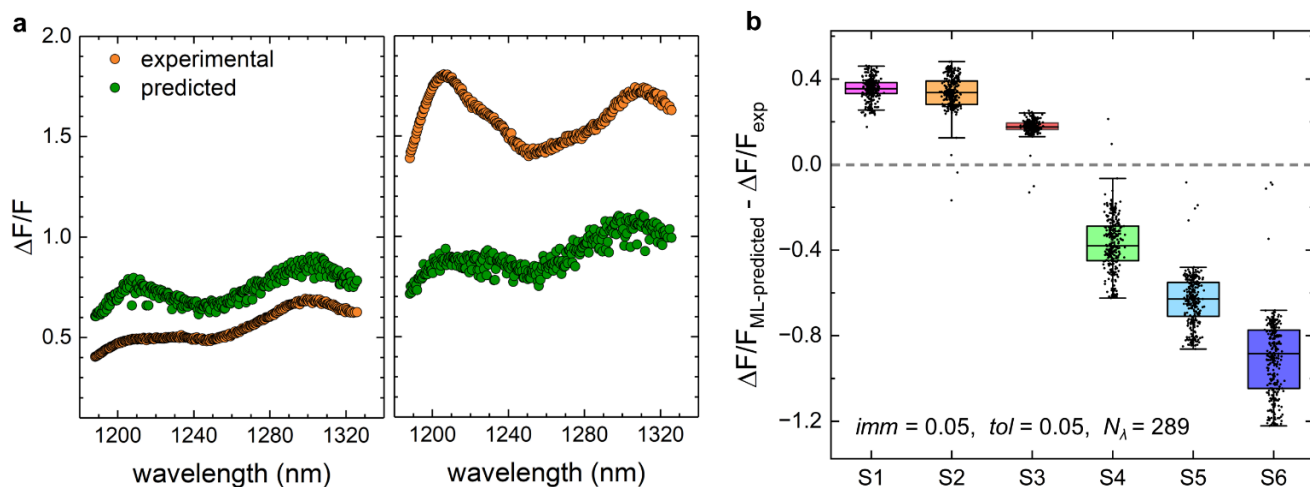 a
2.0
1.5
1.0
0.5
ΔF/F
experimental
predicted
1200 1240 1280 1320
wavelength (nm)
1200 1240 1280 1320
wavelength (nm)
b
0.4
0.0
−0.4
−0.8
−1.2
ΔF/F_ML-predicted - ΔF/F_exp
imm = 0.05, tol = 0.05, N_λ = 289
S1 S2 S3 S4 S5 S6